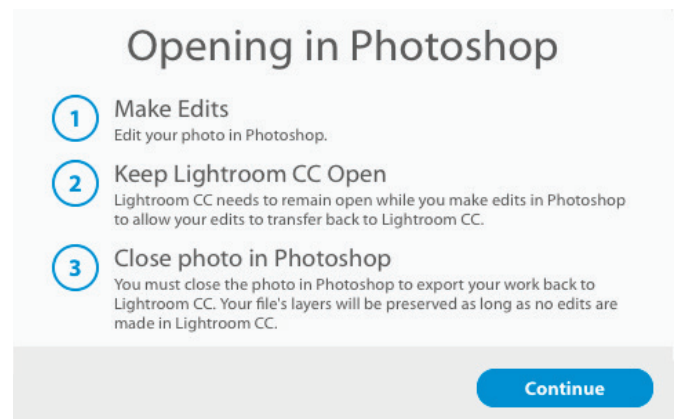 Opening in Photoshop
1
Make Edits
Edit your photo in Photoshop.
2
Keep Lightroom CC Open
Lightroom CC needs to remain open while you make edits in Photoshop
to allow your edits to transfer back to Lightroom CC.
3
Close photo in Photoshop
You must close the photo in Photoshop to export your work back to
Lightroom CC. Your file's layers will be preserved as long as no edits are
made in Lightroom CC.
Continue